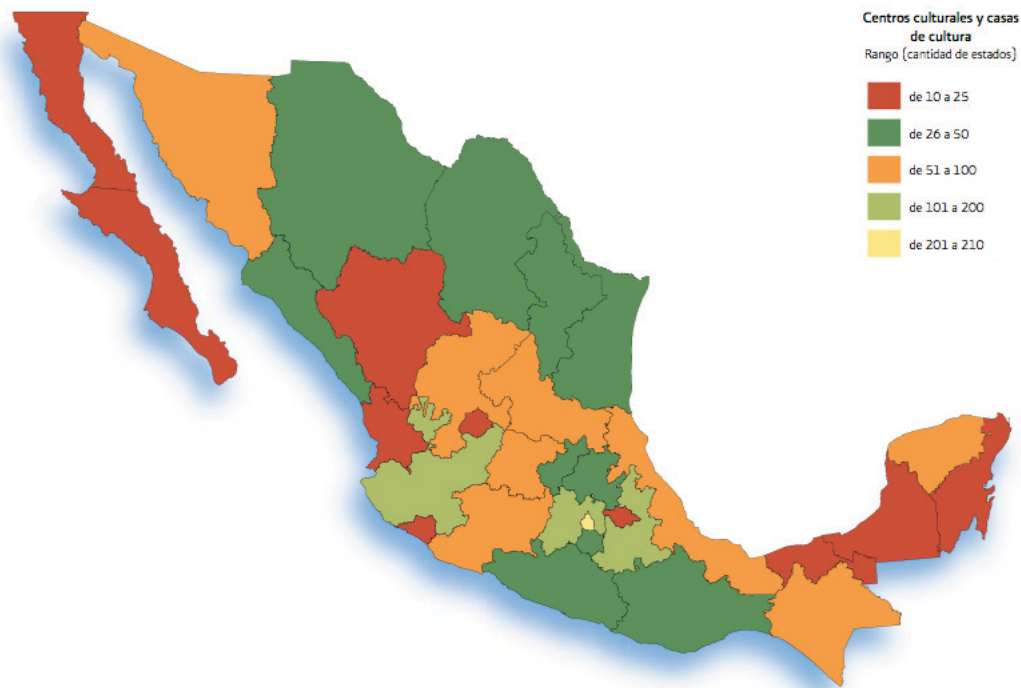 Centros culturales y casas
de cultura
Rango (cantidad de estados)
de 10 a 25
de 26 a 50
de 51 a 100
de 101 a 200
de 201 a 210